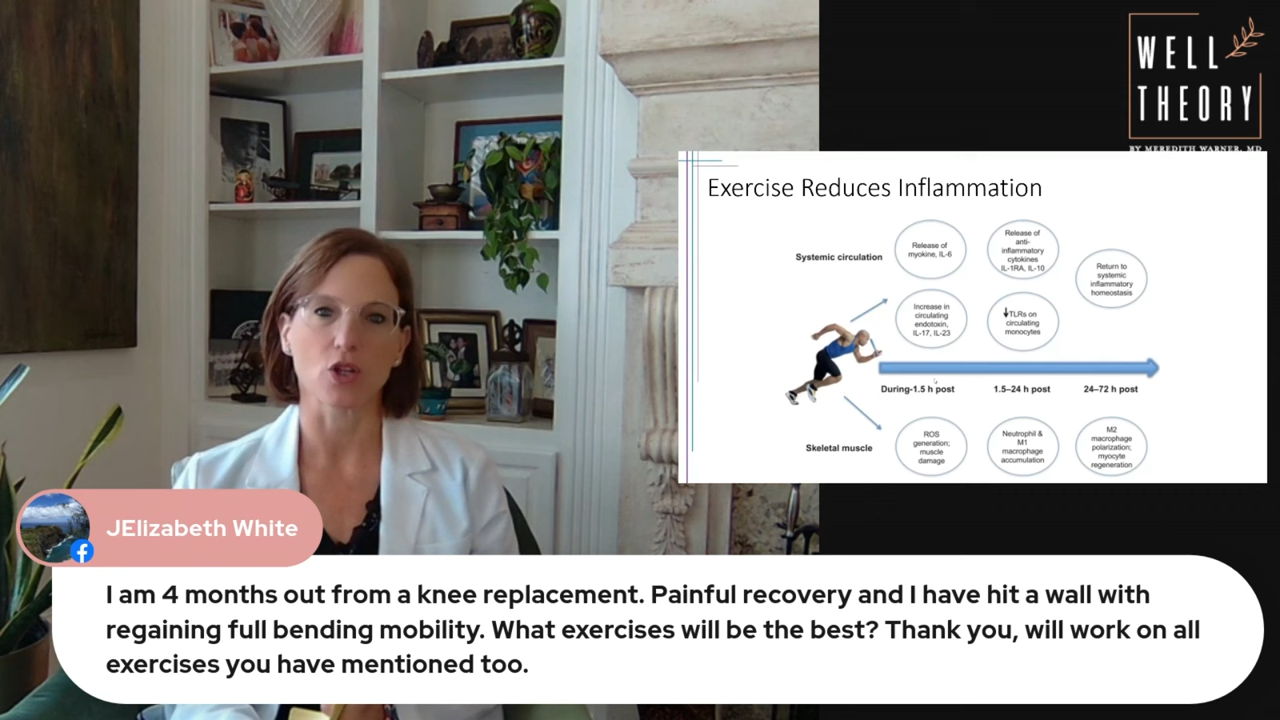 WELL
THEORY
BY MEREDITH WARNER, MD
Exercise Reduces Inflammation
Systemic circulation
Release of
myokine, IL-6
Release of
anti-
inflammatory
cytokines
IL-1RA, IL-10
Return to
systemic
inflammatory
homeostasis
Increase in
circulating
endotoxin,
IL-17, IL-23
↓TLRs on
circulating
monocytes
During-1.5 h post
1.5–24 h post
24–72 h post
Skeletal muscle
ROS
generation;
muscle
damage
Neutrophil &
M1
macrophage
accumulation
M2
macrophage
polarization;
myocyte
regeneration
JElizabeth White
I am 4 months out from a knee replacement. Painful recovery and I have hit a wall with
regaining full bending mobility. What exercises will be the best? Thank you, will work on all
exercises you have mentioned too.